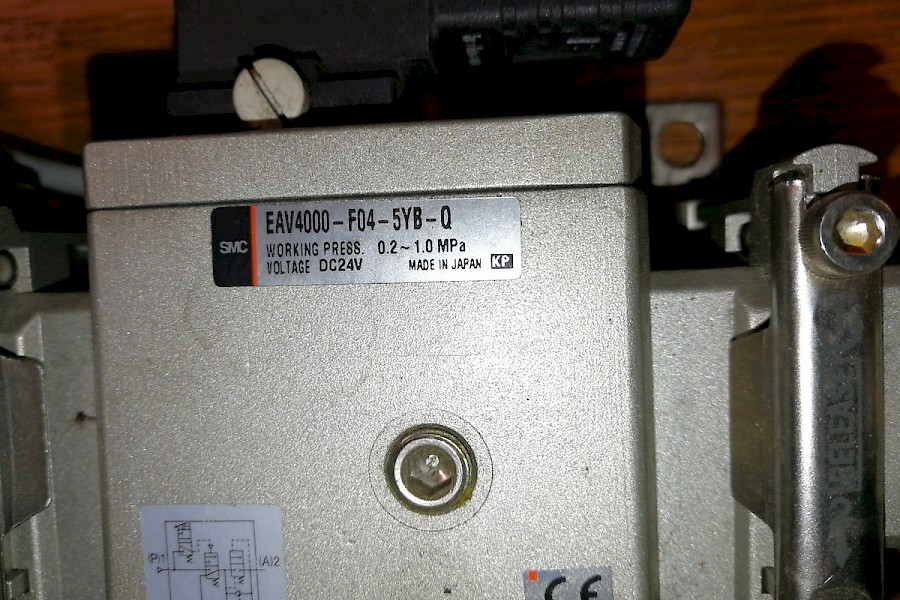 SMC
EAV4000-F04-5YB-Q
WORKING PRESS. 0.2~1.0 MPa
VOLTAGE DC24V MADE IN JAPAN KP
(P)1 (A)2
CE